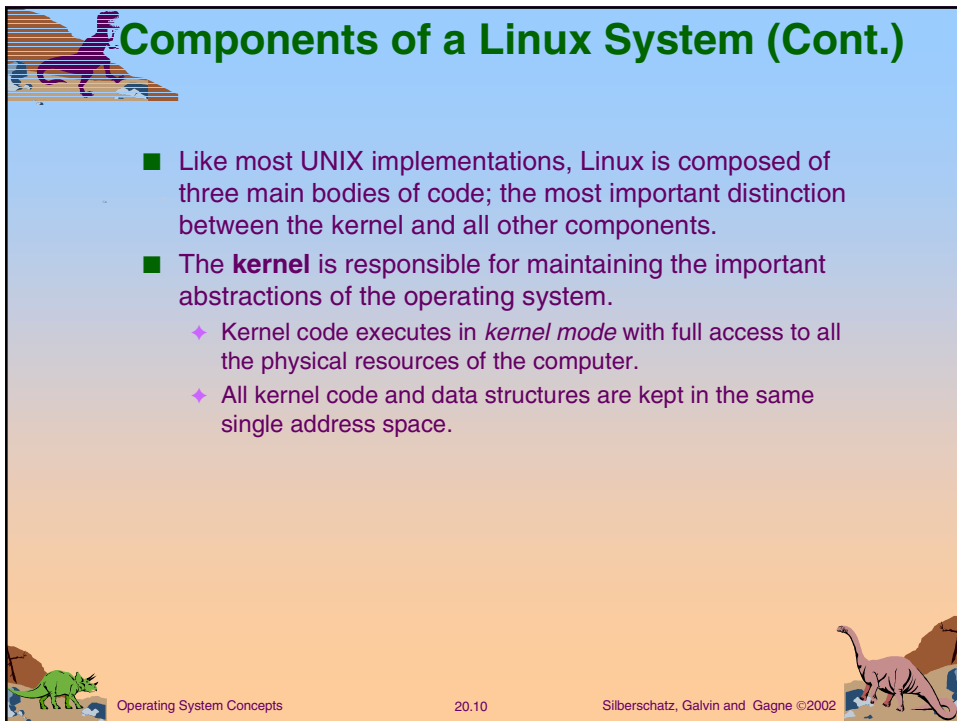 Components of a Linux System (Cont.)
■ Like most UNIX implementations, Linux is composed of
three main bodies of code; the most important distinction
between the kernel and all other components.
■ The kernel is responsible for maintaining the important
abstractions of the operating system.
✦ Kernel code executes in kernel mode with full access to all
the physical resources of the computer.
✦ All kernel code and data structures are kept in the same
single address space.
Operating System Concepts
20.10
Silberschatz, Galvin and Gagne ©2002